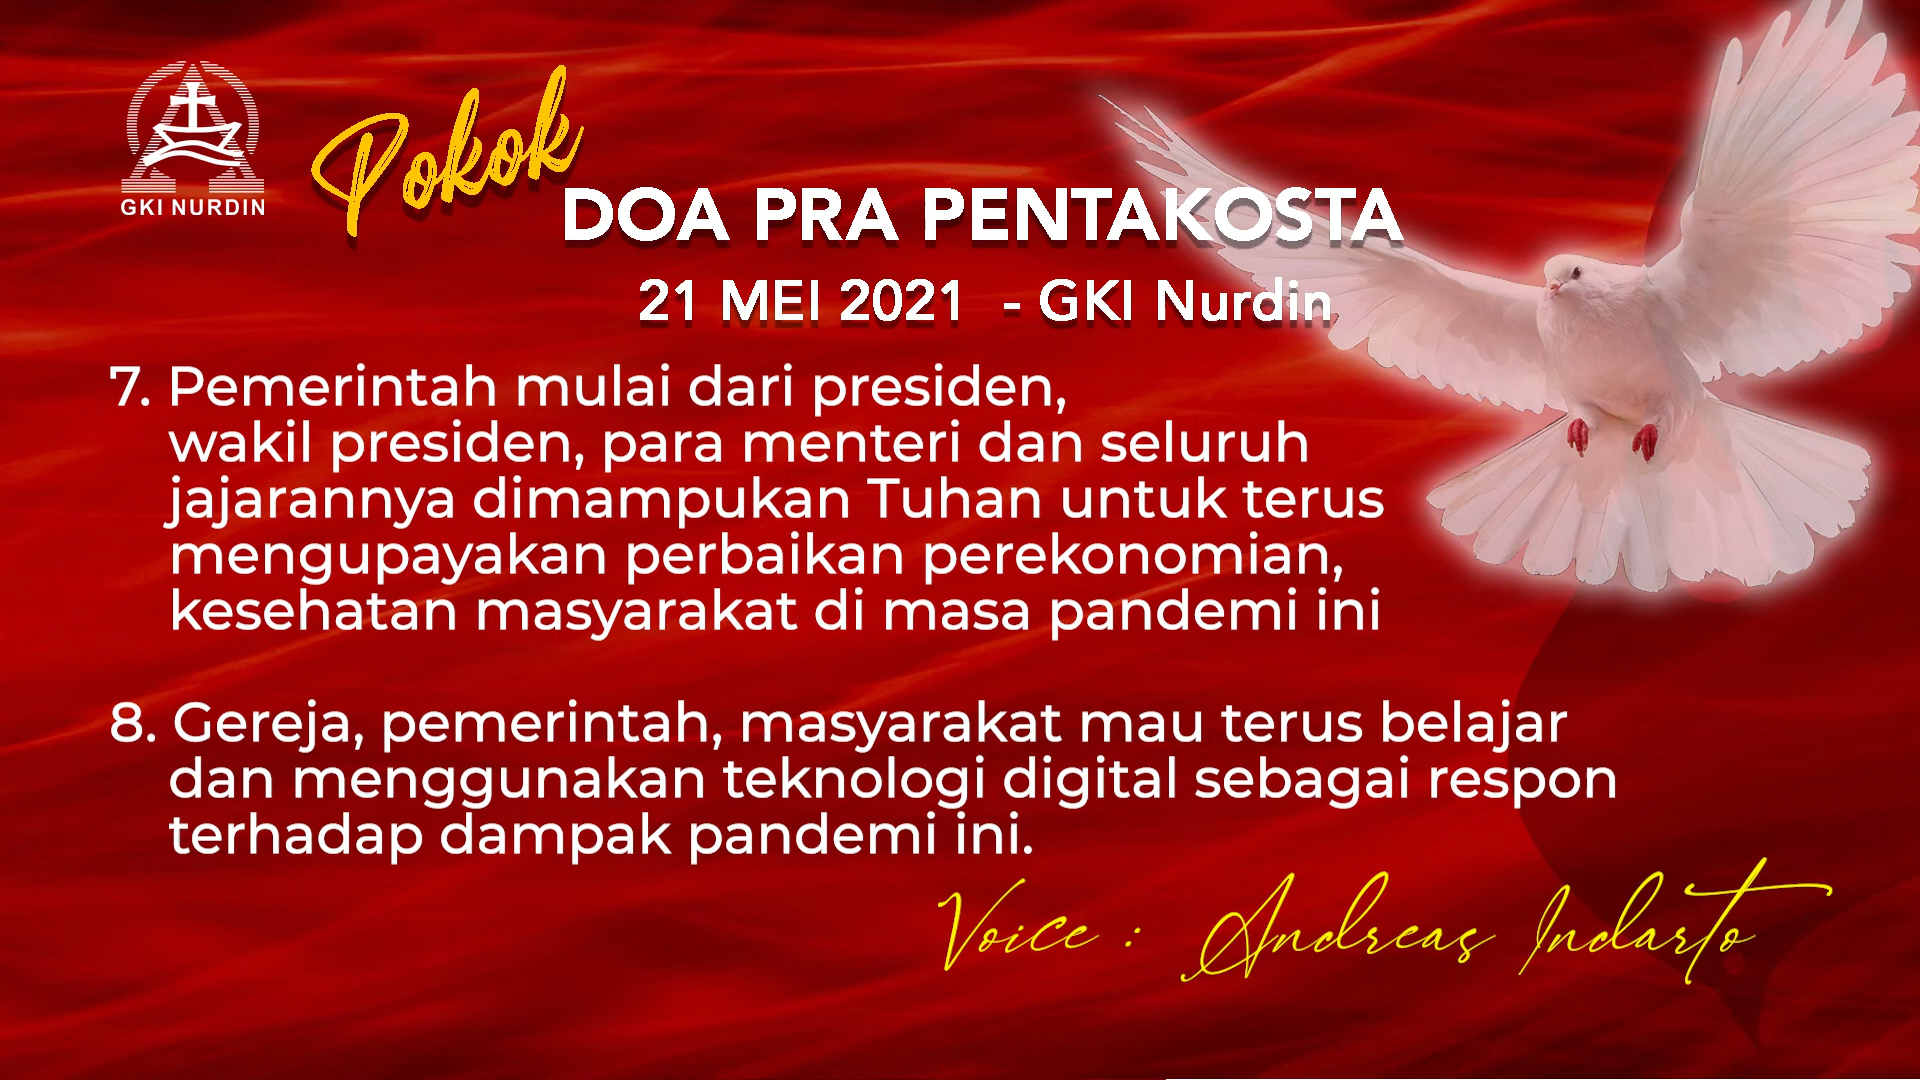 GKI NURDIN
Pokok
DOA PRA PENTAKOSTA
21 MEI 2021 - GKI Nurdin
7. Pemerintah mulai dari presiden,
wakil presiden, para menteri dan seluruh
jajarannya dimampukan Tuhan untuk terus
mengupayakan perbaikan perekonomian,
kesehatan masyarakat di masa pandemi ini
8. Gereja, pemerintah, masyarakat mau terus belajar
dan menggunakan teknologi digital sebagai respon
terhadap dampak pandemi ini.
Voice : Andreas Indarto